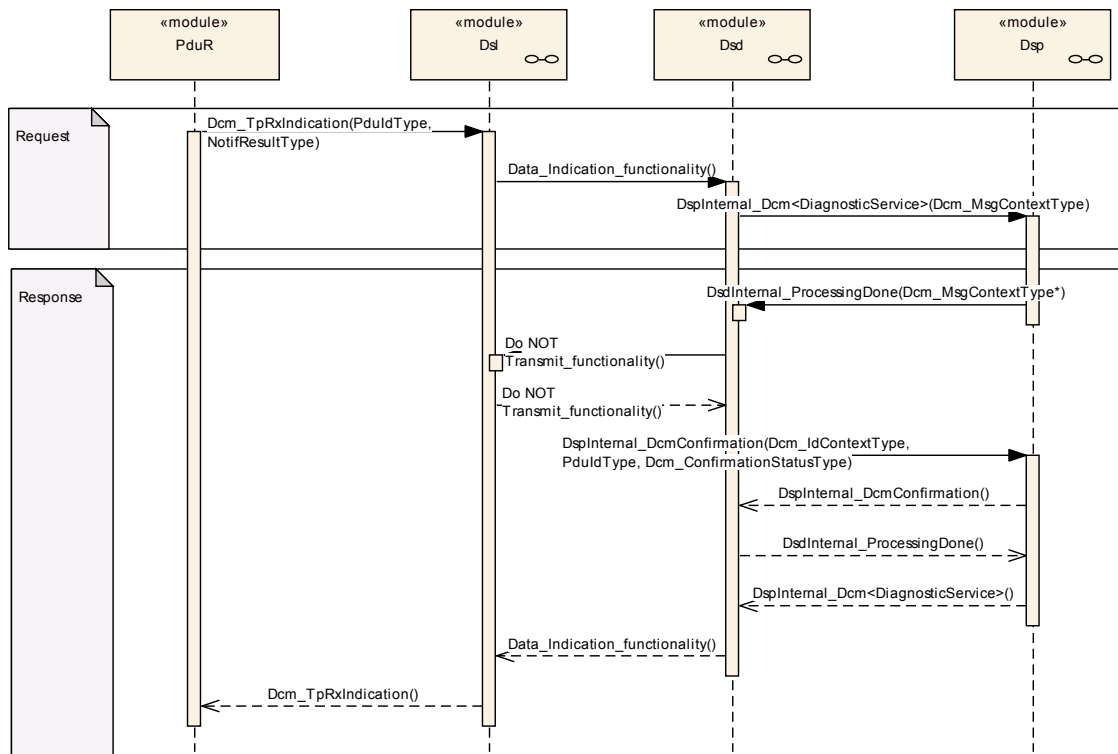 «module»
PduR
«module»
Dsl
«module»
Dsd
«module»
Dsp
Request
Dcm_TpRxIndication(PduIdType,
NotifResultType)
Data_Indication_functionality()
DspInternal_Dcm<DiagnosticService>(Dcm_MsgContextType)
Response
DsdInternal_ProcessingDone(Dcm_MsgContextType*)
Do NOT
Transmit_functionality()
Do NOT
Transmit_functionality()
DspInternal_DcmConfirmation(Dcm_IdContextType,
PduIdType, Dcm_ConfirmationStatusType)
DspInternal_DcmConfirmation()
DsdInternal_ProcessingDone()
DspInternal_Dcm<DiagnosticService>()
Data_Indication_functionality()
Dcm_TpRxIndication()